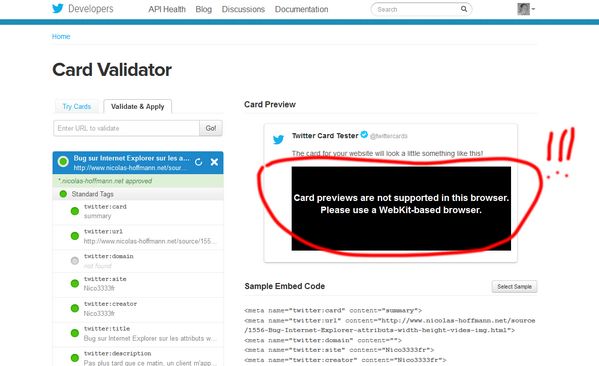 Developers API Health Blog Discussions Documentation Search
Home
Card Validator
Try Cards Validate & Apply
Enter URL to validate Go!
Bug sur Internet Explorer sur les a...
http://www.nicolas-hoffmann.net/sour...
*.nicolas-hoffmann.net approved
Standard Tags
twitter:card
summary
twitter:url
http://www.nicolas-hoffmann.net/source/155...
twitter:domain
not found
twitter:site
Nico3333fr
twitter:creator
Nico3333fr
twitter:title
Bug sur Internet Explorer sur les attributs w...
twitter:description
Pas plus tard que ce matin, un client m'app...
Card Preview
Twitter Card Tester @twittercards
The card for your website will look a little something like this!
Card previews are not supported in this browser.
Please use a WebKit-based browser.
!!!
...
Sample Embed Code Select Sample
<meta name="twitter:card" content="summary">
<meta name="twitter:url" content="http://www.nicolas-hoffmann.net/source
/1556-Bug-Internet-Explorer-attributs-width-height-vides-img.html">
<meta name="twitter:domain" content="">
<meta name="twitter:site" content="Nico3333fr">
<meta name="twitter:creator" content="Nico3333fr">